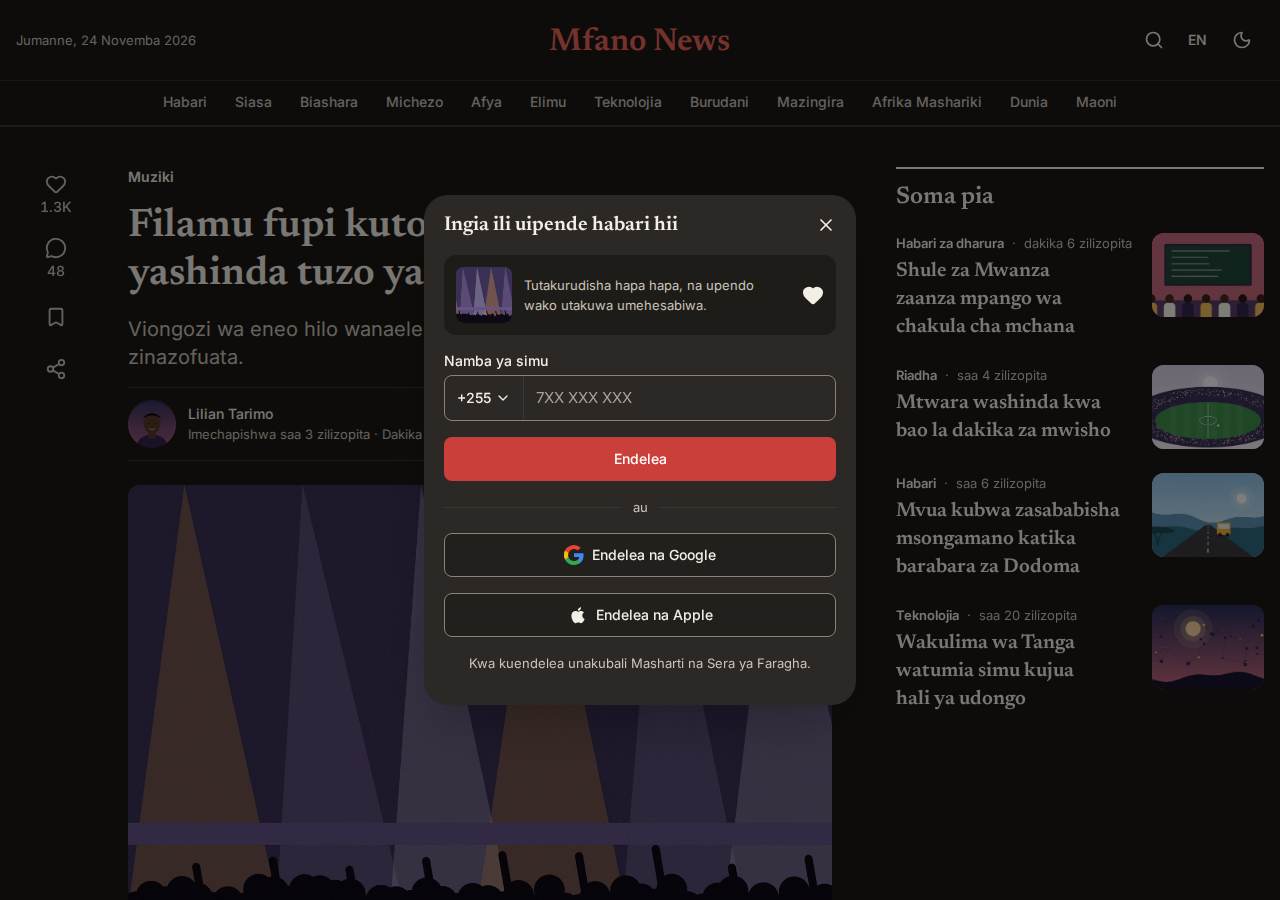 Jumanne, 24 Novemba 2026
Mfano News
EN
Habari Siasa Biashara Michezo Afya Elimu Teknolojia Burudani Mazingira Afrika Mashariki Dunia Maoni
1.3K
48
Muziki
Filamu fupi kuto
yashinda tuzo ya
Viongozi wa eneo hilo wanaele
zinazofuata.
Lilian Tarimo
Imechapishwa saa 3 zilizopita · Dakika
Ingia ili uipende habari hii
Tutakurudisha hapa hapa, na upendo
wako utakuwa umehesabiwa.
Namba ya simu
+255 7XX XXX XXX
Endelea
au
Endelea na Google
Endelea na Apple
Kwa kuendelea unakubali Masharti na Sera ya Faragha.
Soma pia
Habari za dharura · dakika 6 zilizopita
Shule za Mwanza
zaanza mpango wa
chakula cha mchana
Riadha · saa 4 zilizopita
Mtwara washinda kwa
bao la dakika za mwisho
Habari · saa 6 zilizopita
Mvua kubwa zasababisha
msongamano katika
barabara za Dodoma
Teknolojia · saa 20 zilizopita
Wakulima wa Tanga
watumia simu kujua
hali ya udongo